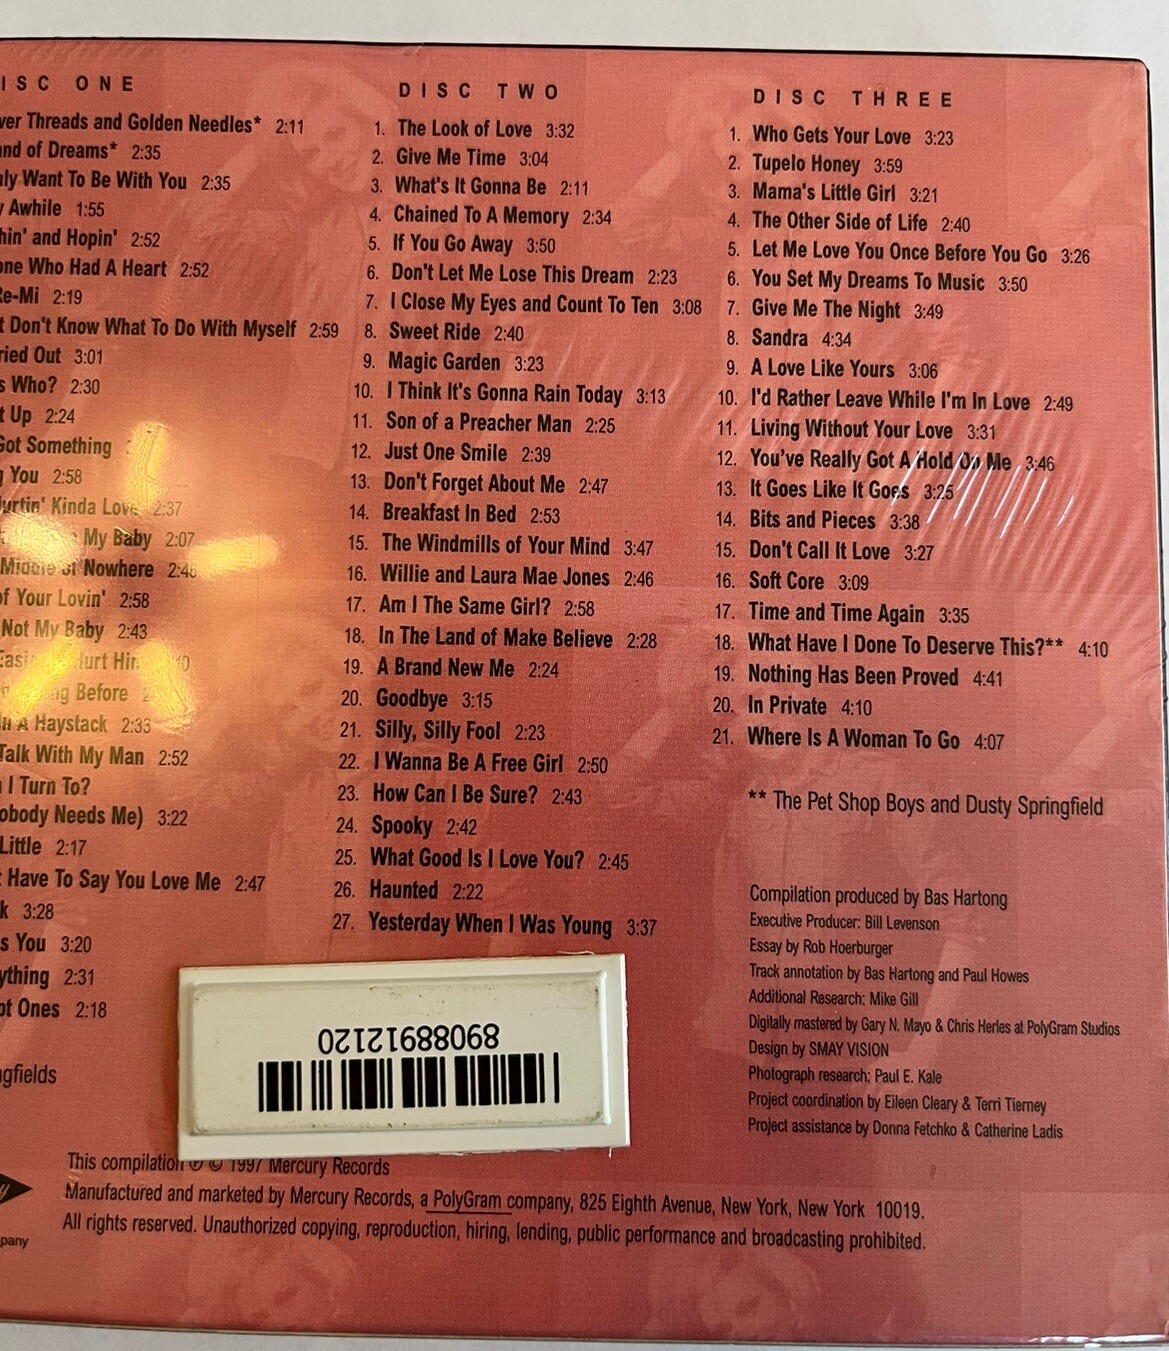 ISC ONE
ver Threads and Golden Needles* 2:11
nd of Dreams* 2:35
nly Want To Be With You 2:35
y Awhile 1:55
hin' and Hopin' 2:52
one Who Had A Heart 2:52
Re-Mi 2:19
t Don't Know What To Do With Myself 2:59
ried Out 3:01
s Who? 2:30
t Up 2:24
Got Something
g You 2:58
urtin' Kinda Love 2:37
My Baby 2:07
Middle of Nowhere 2:46
of Your Lovin' 2:58
Not My Baby 2:43
Hurt Him
ng Before
In A Haystack 2:33
Talk With My Man 2:52
I Turn To?
obody Needs Me) 3:22
Little 2:17
t Have To Say You Love Me 2:47
k 3:28
s You 3:20
ything 2:31
pt Ones 2:18
ngfields
DISC TWO
1. The Look of Love 3:32
2. Give Me Time 3:04
3. What's It Gonna Be 2:11
4. Chained To A Memory 2:34
5. If You Go Away 3:50
6. Don't Let Me Lose This Dream 2:23
7. I Close My Eyes and Count To Ten 3:08
8. Sweet Ride 2:40
9. Magic Garden 3:23
10. I Think It's Gonna Rain Today 3:13
11. Son of a Preacher Man 2:25
12. Just One Smile 2:39
13. Don't Forget About Me 2:47
14. Breakfast In Bed 2:53
15. The Windmills of Your Mind 3:47
16. Willie and Laura Mae Jones 2:46
17. Am I The Same Girl? 2:58
18. In The Land of Make Believe 2:28
19. A Brand New Me 2:24
20. Goodbye 3:15
21. Silly, Silly Fool 2:23
22. I Wanna Be A Free Girl 2:50
23. How Can I Be Sure? 2:43
24. Spooky 2:42
25. What Good Is I Love You? 2:45
26. Haunted 2:22
27. Yesterday When I Was Young 3:37
DISC THREE
1. Who Gets Your Love 3:23
2. Tupelo Honey 3:59
3. Mama's Little Girl 3:21
4. The Other Side of Life 2:40
5. Let Me Love You Once Before You Go 3:26
6. You Set My Dreams To Music 3:50
7. Give Me The Night 3:49
8. Sandra 4:34
9. A Love Like Yours 3:06
10. I'd Rather Leave While I'm In Love 2:49
11. Living Without Your Love 3:31
12. You've Really Got A Hold On Me 3:46
13. It Goes Like It Goes 3:25
14. Bits and Pieces 3:38
15. Don't Call It Love 3:27
16. Soft Core 3:09
17. Time and Time Again 3:35
18. What Have I Done To Deserve This?** 4:10
19. Nothing Has Been Proved 4:41
20. In Private 4:10
21. Where Is A Woman To Go 4:07
** The Pet Shop Boys and Dusty Springfield
Compilation produced by Bas Hartong
Executive Producer: Bill Levenson
Essay by Rob Hoerburger
Track annotation by Bas Hartong and Paul Howes
Additional Research: Mike Gill
Digitally mastered by Gary N. Mayo & Chris Herles at PolyGram Studios
Design by SMAY VISION
Photograph research: Paul E. Kale
Project coordination by Eileen Cleary & Terri Tierney
Project assistance by Donna Fetchko & Catherine Ladis
89088912120
This compilation ℗ © 1997 Mercury Records
Manufactured and marketed by Mercury Records, a PolyGram company, 825 Eighth Avenue, New York, New York 10019.
All rights reserved. Unauthorized copying, reproduction, hiring, lending, public performance and broadcasting prohibited.
y
pany